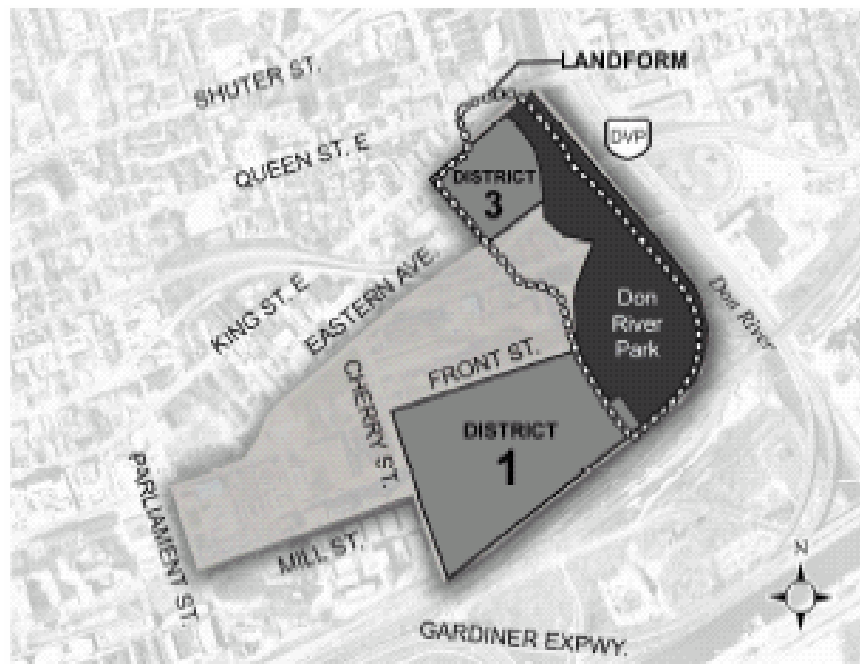 LANDFORM
SHUTER ST.
DVP
QUEEN ST. E
DISTRICT
3
EASTERN AVE.
KING ST. E
Don River
Don
River
Park
FRONT ST.
CHERRY ST.
DISTRICT
1
PARLIAMENT ST.
MILL ST.
N
GARDINER EXPWY.